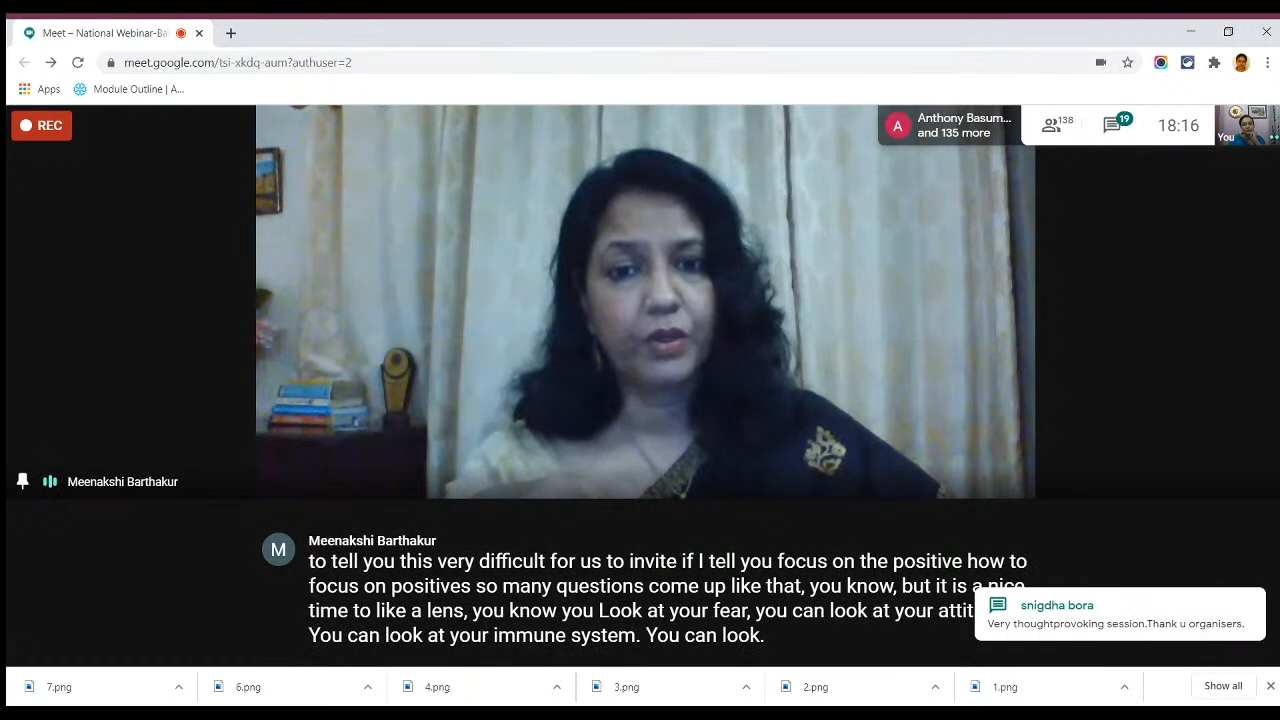 Meet – National Webinar-Ba
meet.google.com/tsi-xkdq-aum?authuser=2
Apps
Module Outline | A...
REC
A
Anthony Basum...
and 135 more
138
19
18:16
You
Meenakshi Barthakur
M
Meenakshi Barthakur
to tell you this very difficult for us to invite if I tell you focus on the positive how to
focus on positives so many questions come up like that, you know, but it is a nice
time to like a lens, you know you Look at your fear, you can look at your attit
You can look at your immune system. You can look.
snigdha bora
Very thoughtprovoking session.Thank u organisers.
7.png
6.png
4.png
3.png
2.png
1.png
Show all